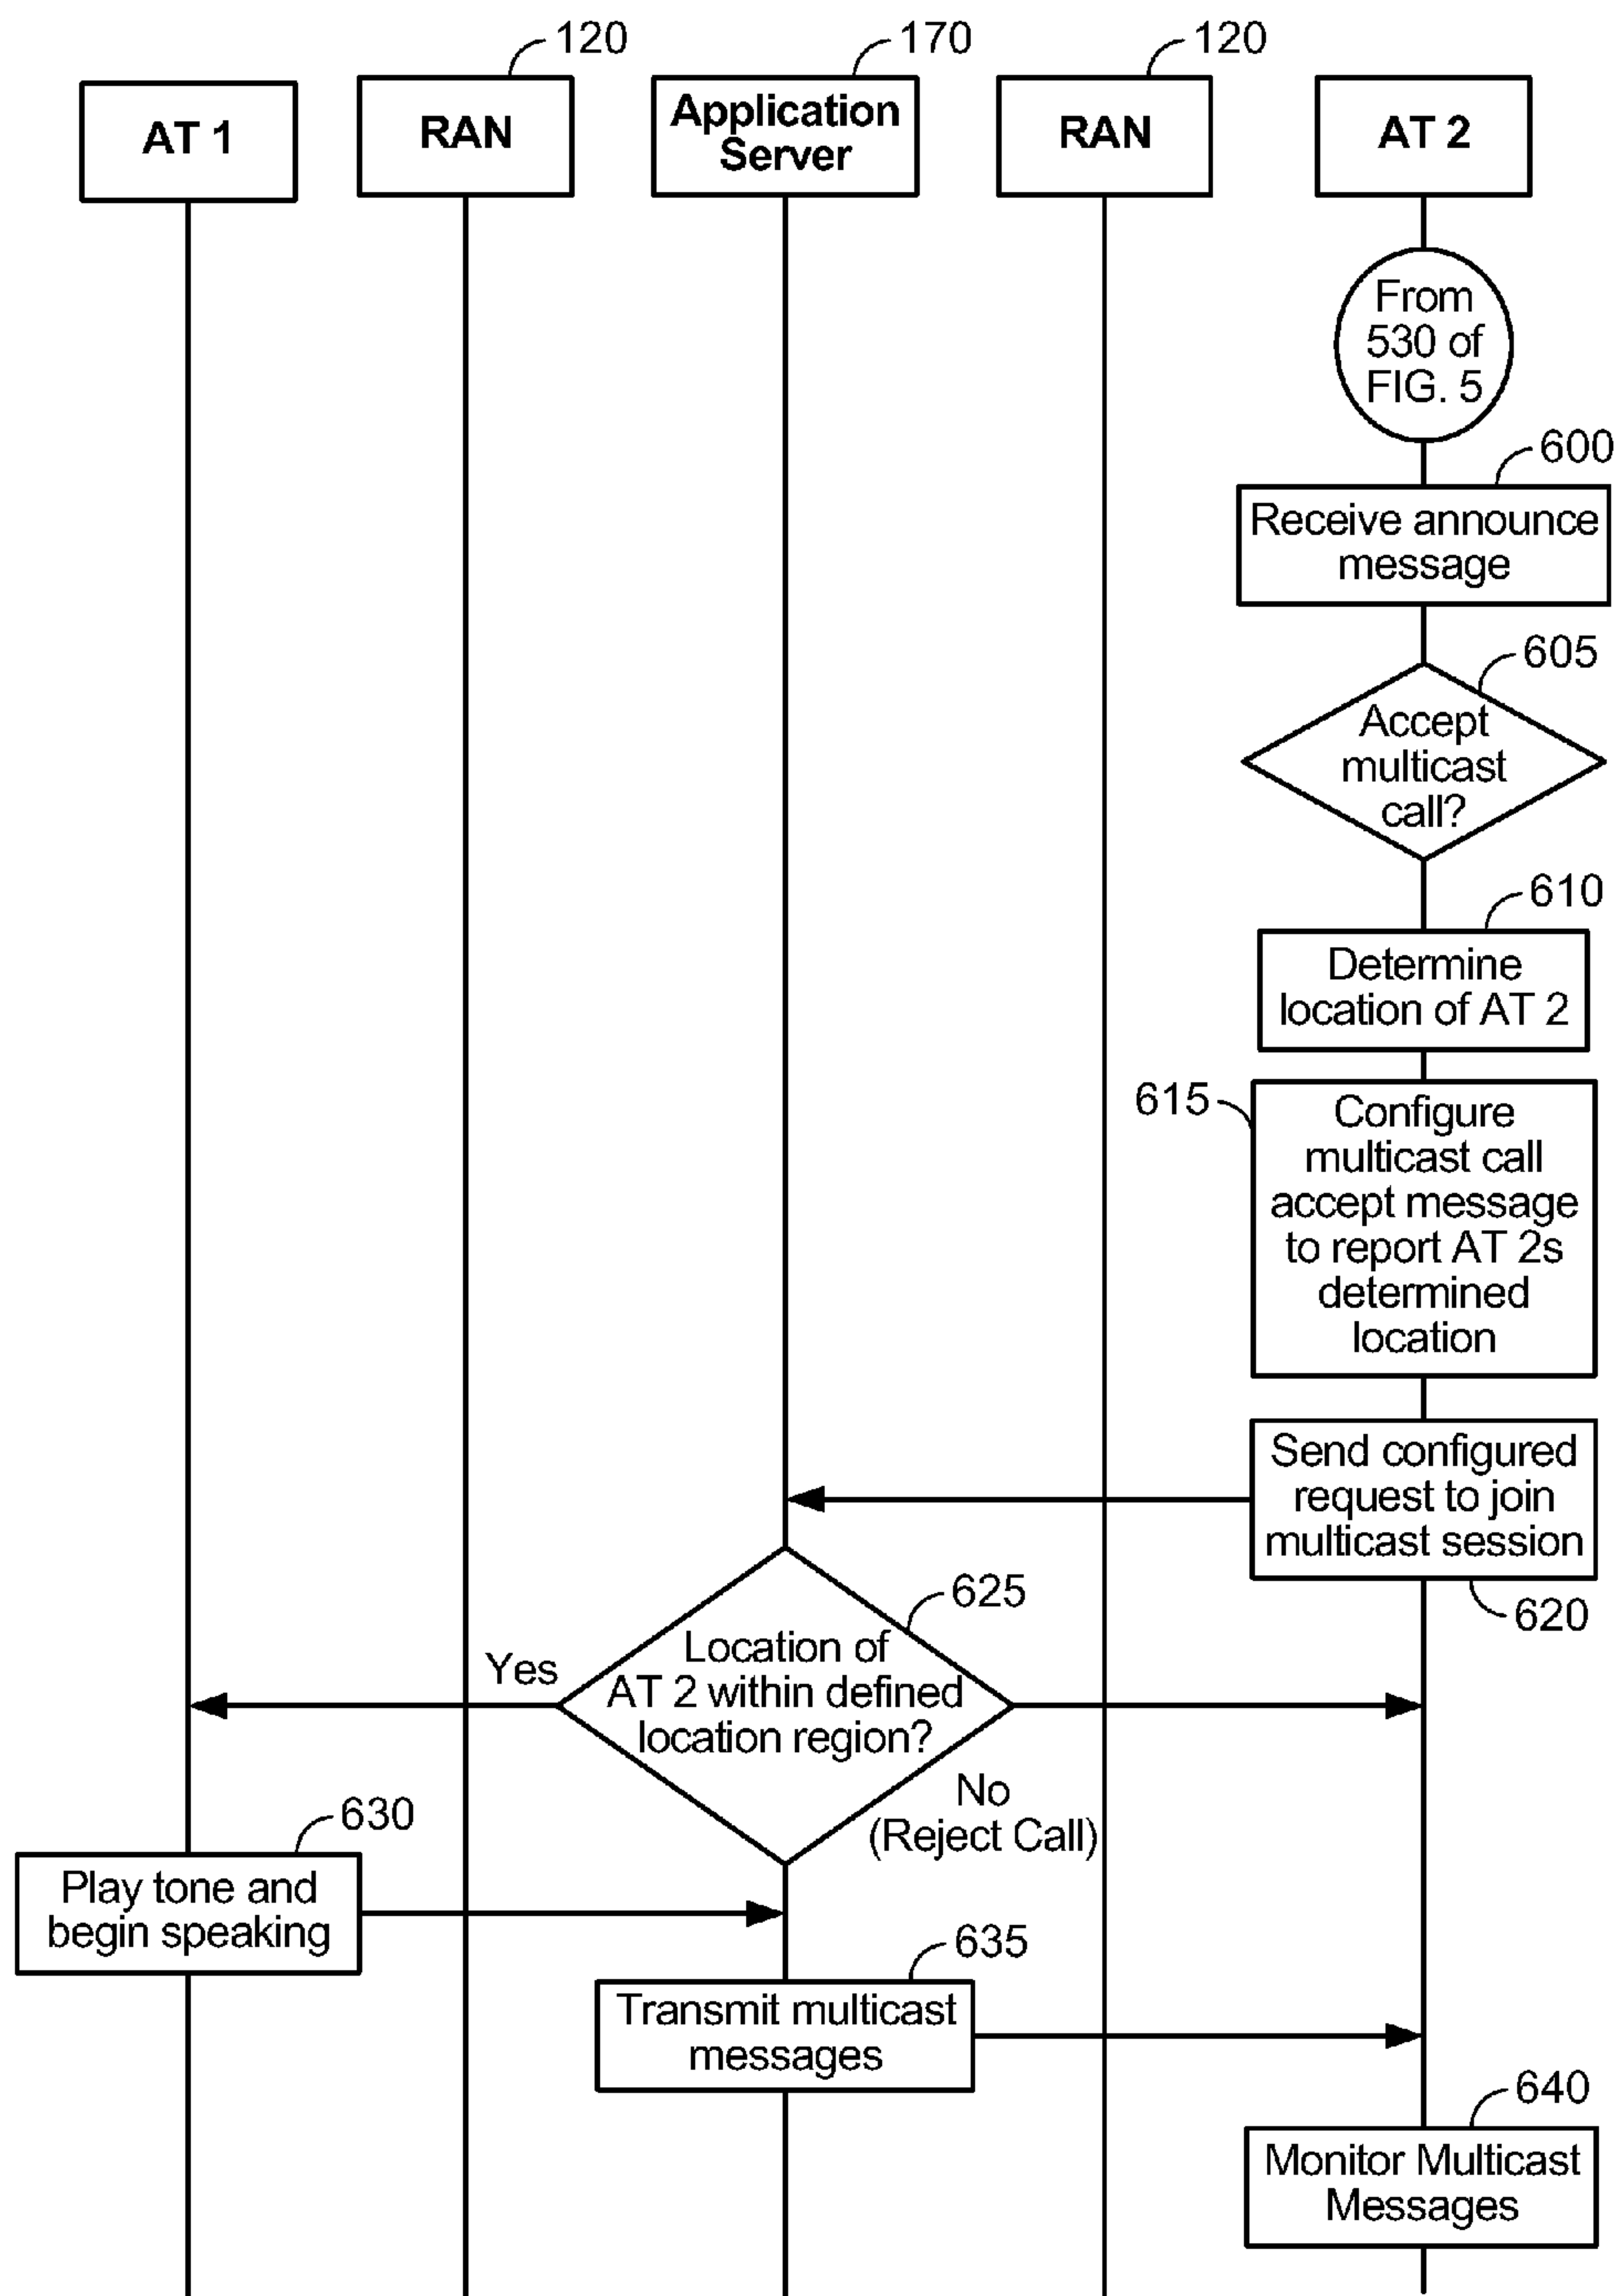 120
170
120
AT 1
RAN
Application
Server
RAN
AT 2
From
530 of
FIG. 5
600
Receive announce
message
605
Accept
multicast
call?
610
Determine
location of AT 2
615
Configure
multicast call
accept message
to report AT 2s
determined
location
Send configured
request to join
multicast session
620
625
Location of
AT 2 within defined
location region?
Yes
No
(Reject Call)
630
Play tone and
begin speaking
635
Transmit multicast
messages
640
Monitor Multicast
Messages